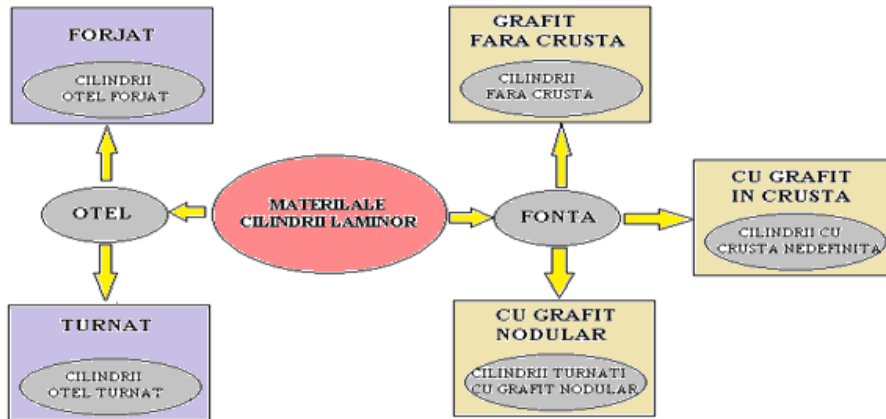 FORJAT
CILINDRII
OTEL FORJAT
GRAFIT
FARA CRUSTA
CILINDRII
FARA CRUSTA
OTEL
MATERILALE
CILINDRII LAMINOR
FONTA
CU GRAFIT
IN CRUSTA
CILINDRII CU
CRUSTA NEDEFINITA
TURNAT
CILINDRII
OTEL TURNAT
CU GRAFIT
NODULAR
CILINDRII TURNATI
CU GRAFIT NODULAR